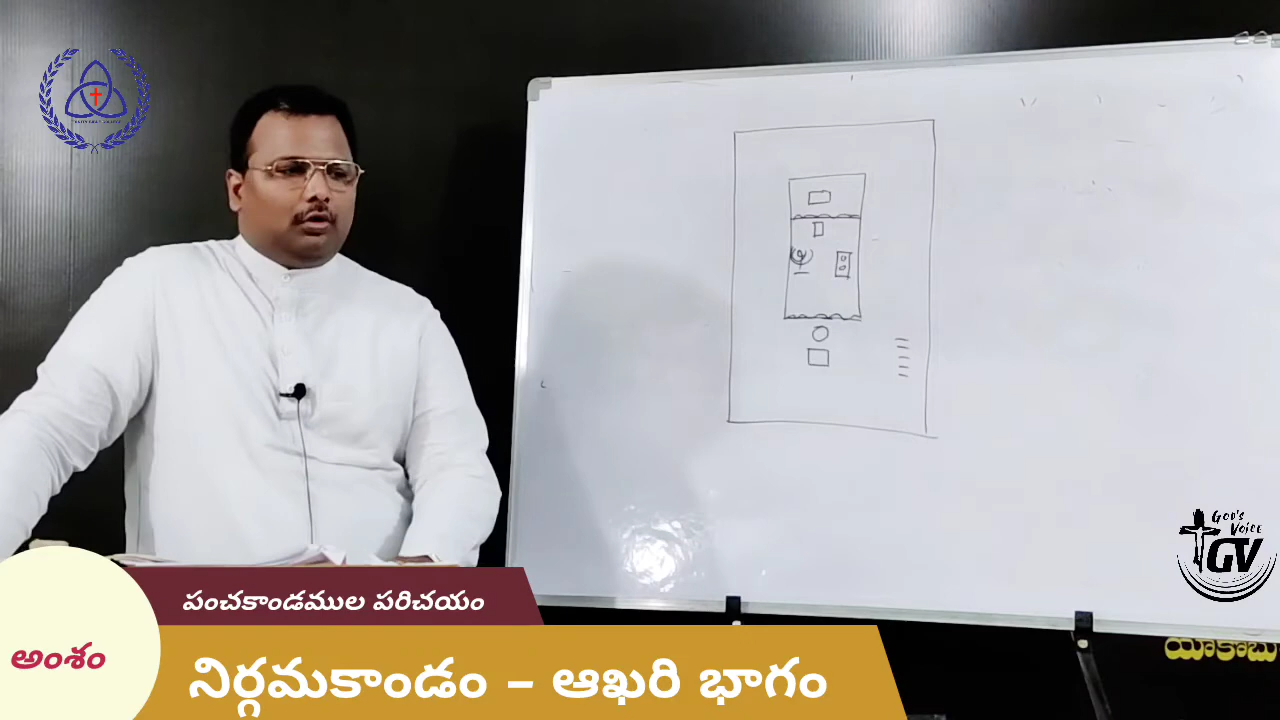 GOD'S
VOICE
GV
పంచకాండముల పరిచయం
అంశం
నిర్గమకాండం – ఆఖరి భాగం
యాకోబు